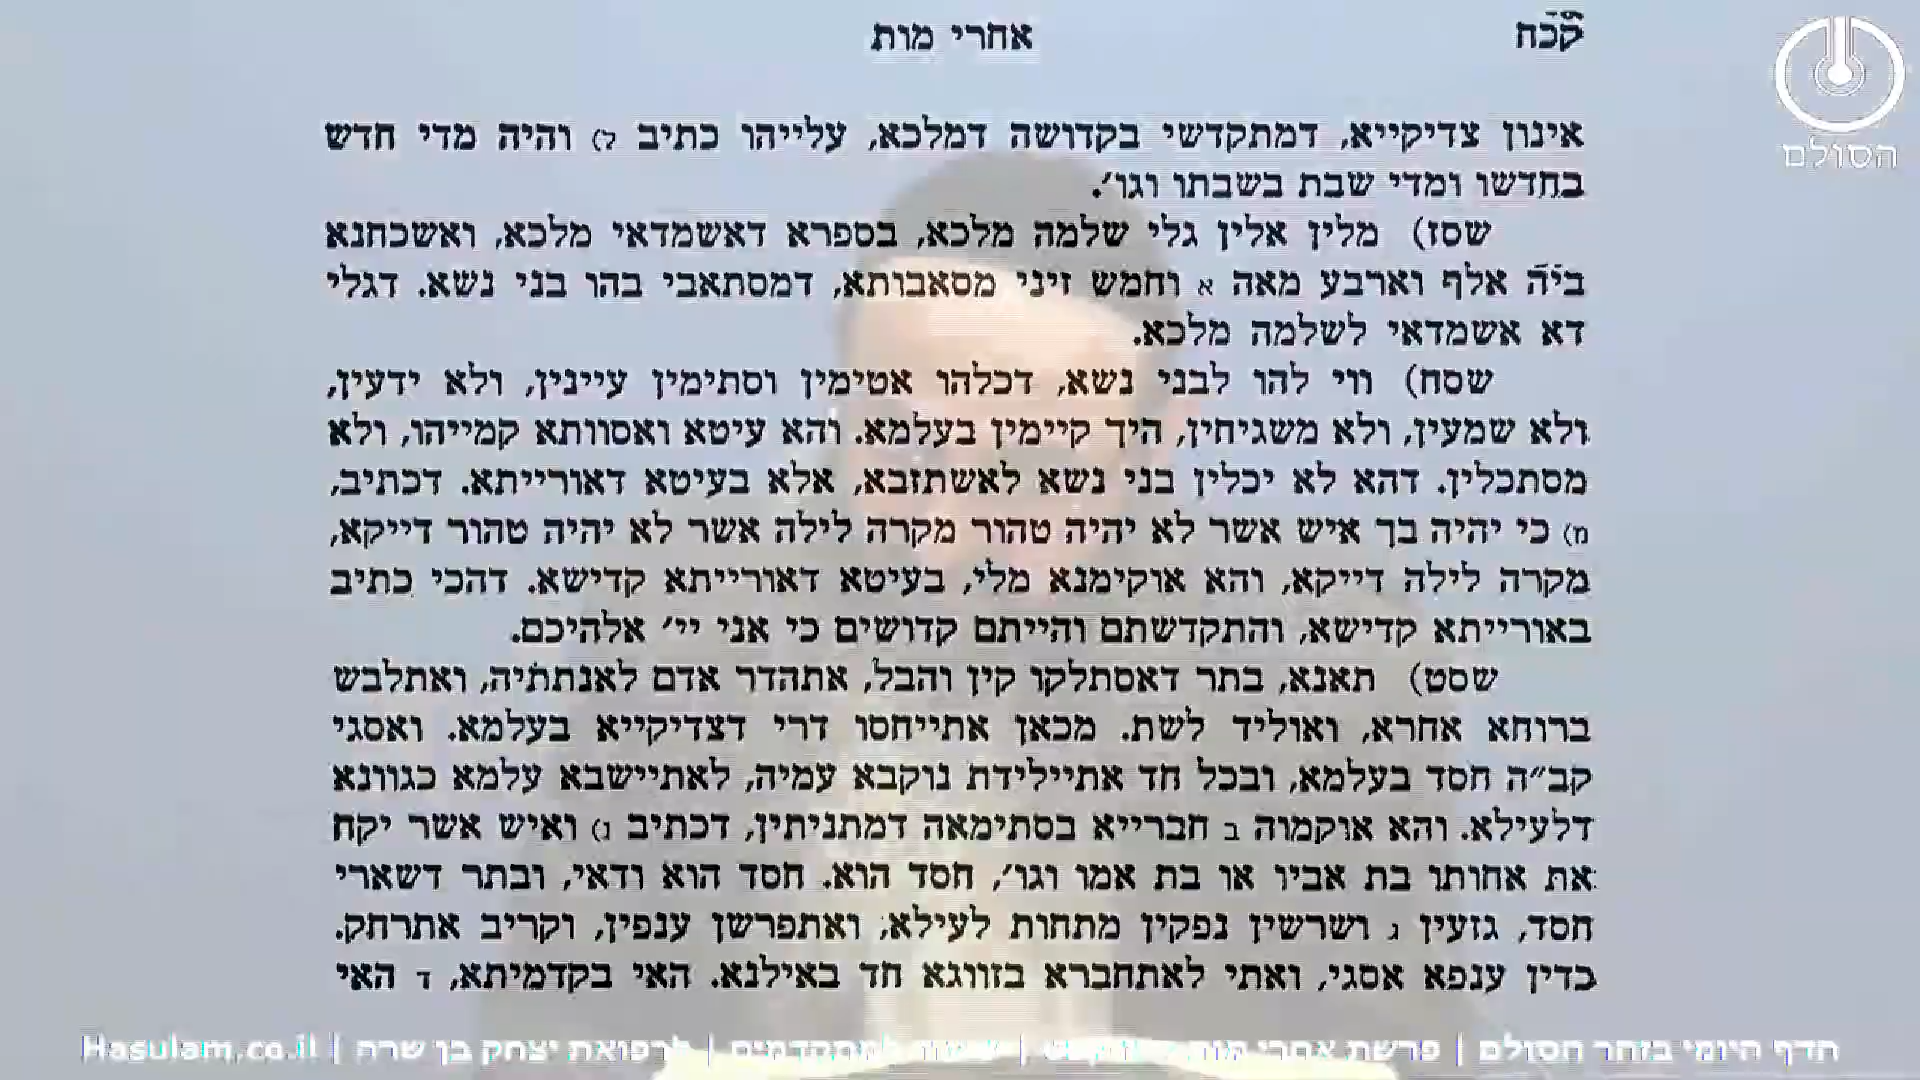 קכח
אחרי מות
הסולם
אינון צדיקייא, דמתקדשי בקדושה דמלכא, עלייהו כתיב ל) והיה מדי חדש
בחדשו ומדי שבת בשבתו וגו׳.
שסז) מלין אלין גלי שלמה מלכא, בספרא דאשמדאי מלכא, ואשכחנא
ביה אלף וארבע מאה א וחמש זיני מסאבותא, דמסתאבי בהו בני נשא. דגלי
דא אשמדאי לשלמה מלכא.
שסח) ווי להו לבני נשא, דכלהו אטימין וסתימין עיינין, ולא ידעין,
ולא שמעין, ולא משגיחין, היך קיימין בעלמא. והא עיטא ואסוותא קמייהו, ולא
מסתכלין. דהא לא יכלין בני נשא לאשתזבא, אלא בעיטא דאורייתא. דכתיב,
מ) כי יהיה בך איש אשר לא יהיה טהור מקרה לילה אשר לא יהיה טהור דייקא,
מקרה לילה דייקא, והא אוקימנא מלי, בעיטא דאורייתא קדישא. דהכי כתיב
באורייתא קדישא, והתקדשתם והייתם קדושים כי אני יי׳ אלהיכם.
שסט) תאנא, בתר דאסתלקו קין והבל, אתהדר אדם לאנתתיה, ואתלבש
ברוחא אחרא, ואוליד לשת. מכאן אתייחסו דרי דצדיקייא בעלמא. ואסגי
קב״ה חסד בעלמא, ובכל חד אתיילידת נוקבא עמיה, לאתיישבא עלמא כגוונא
דלעילא. והא אוקמוה ב חברייא בסתימאה דמתניתין, דכתיב נ) ואיש אשר יקח
את אחותו בת אביו או בת אמו וגו׳, חסד הוא. חסד הוא ודאי, ובתר דשארי
חסד, גזעין ג ושרשין נפקין מתחות לעילא, ואתפרשן ענפין, וקריב אתרחק.
כדין ענפא אסגי, ואתי לאתחברא בזווגא חד באילנא. האי בקדמיתא, ד האי
הדף היומי בזהר הסולם | פרשת אחרי מות | למתקדמים | לרפואת יצחק בן שרה | Hasulam.co.il